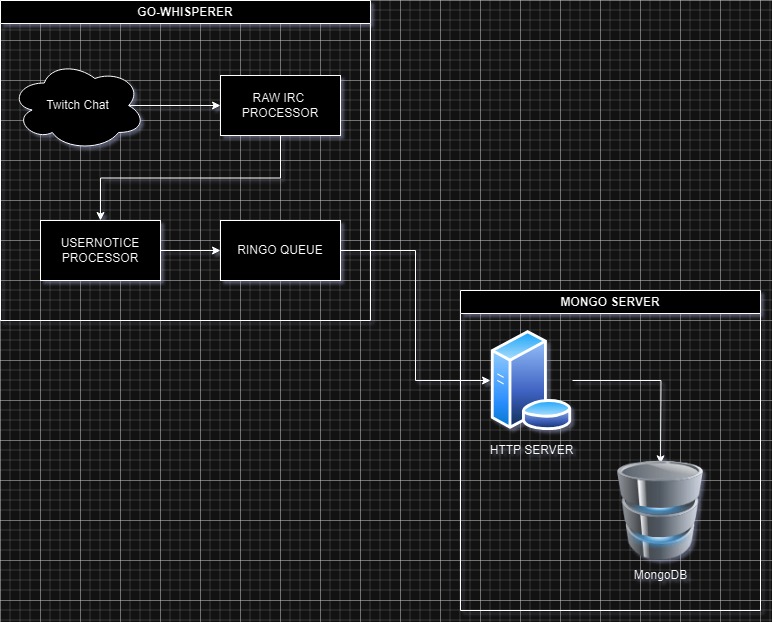 GO-WHISPERER
Twitch Chat
RAW IRC
PROCESSOR
USERNOTICE
PROCESSOR
RINGO QUEUE
MONGO SERVER
HTTP SERVER
MongoDB